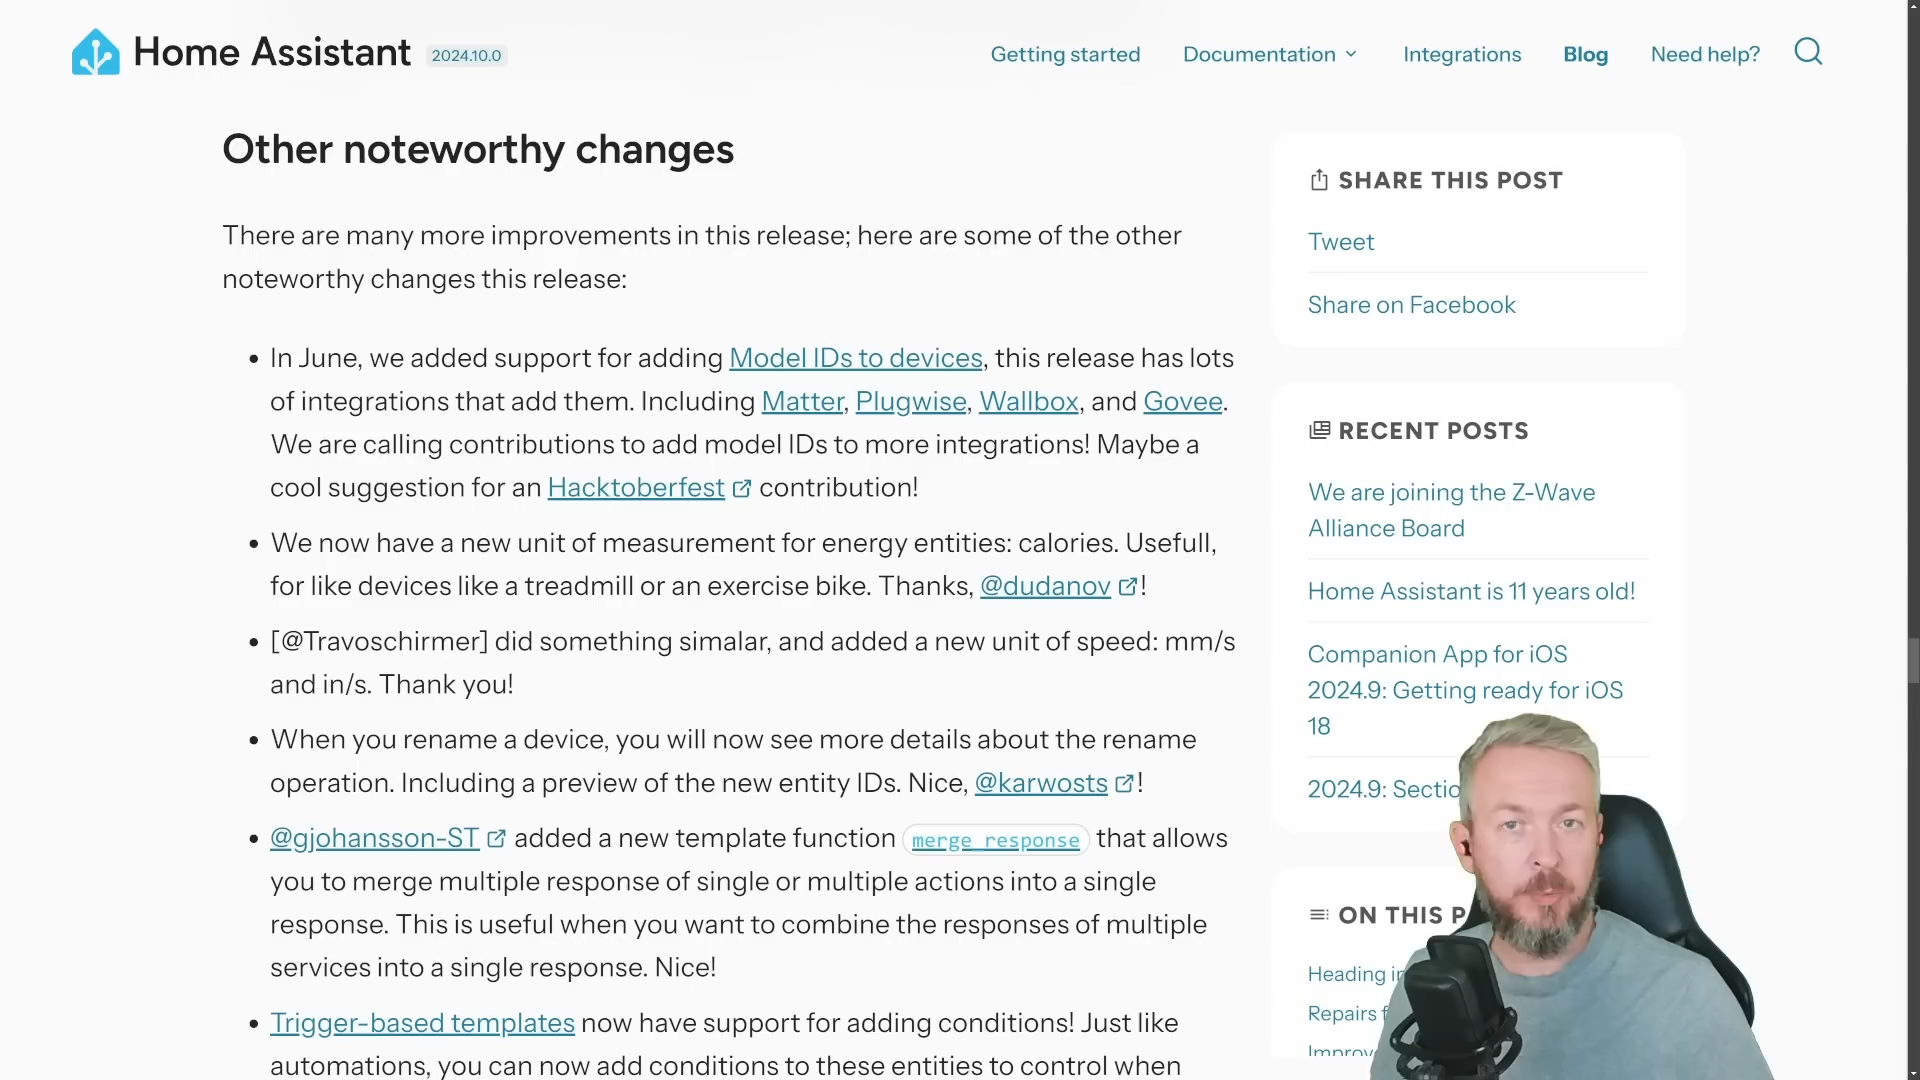 Home Assistant 2024.10.0
Getting started Documentation Integrations Blog Need help?
Other noteworthy changes
There are many more improvements in this release; here are some of the other
noteworthy changes this release:
In June, we added support for adding Model IDs to devices, this release has lots
of integrations that add them. Including Matter, Plugwise, Wallbox, and Govee.
We are calling contributions to add model IDs to more integrations! Maybe a
cool suggestion for an Hacktoberfest contribution!
We now have a new unit of measurement for energy entities: calories. Usefull,
for like devices like a treadmill or an exercise bike. Thanks, @dudanov!
[@Travoschirmer] did something simalar, and added a new unit of speed: mm/s
and in/s. Thank you!
When you rename a device, you will now see more details about the rename
operation. Including a preview of the new entity IDs. Nice, @karwosts!
@gjohansson-ST added a new template function merge_response that allows
you to merge multiple response of single or multiple actions into a single
response. This is useful when you want to combine the responses of multiple
services into a single response. Nice!
Trigger-based templates now have support for adding conditions! Just like
automations, you can now add conditions to these entities to control when
SHARE THIS POST
Tweet
Share on Facebook
RECENT POSTS
We are joining the Z-Wave
Alliance Board
Home Assistant is 11 years old!
Companion App for iOS
2024.9: Getting ready for iOS
18
2024.9: Sectio
ON THIS P
Heading in
Repairs f
Improv